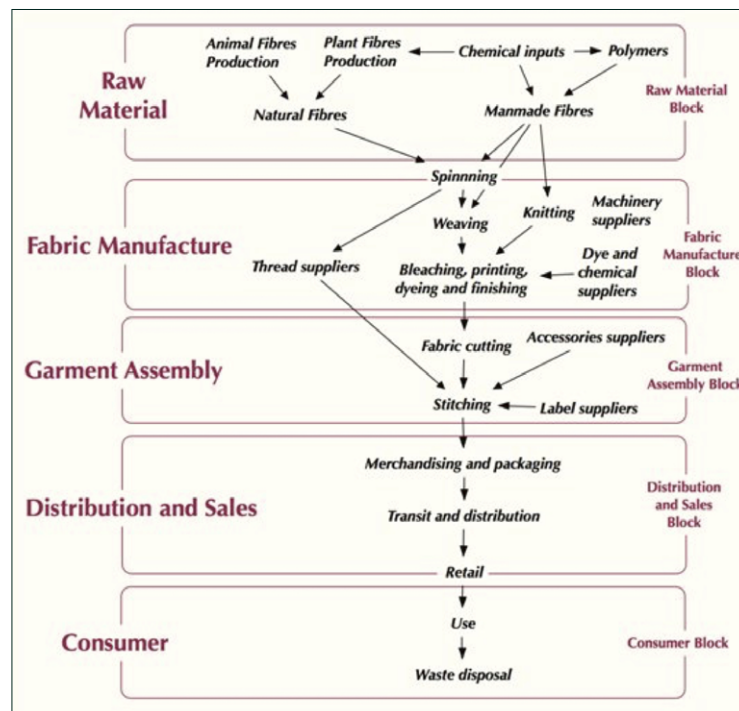 Animal Fibres
Production
Plant Fibres
Production
Chemical inputs
Polymers
Raw
Material
Raw Material
Block
Natural Fibres
Manmade Fibres
Spinnning
Weaving
Knitting
Machinery
suppliers
Fabric Manufacture
Fabric
Manufacture
Block
Thread suppliers
Bleaching, printing,
dyeing and finishing
Dye and
chemical
suppliers
Fabric cutting
Accessories suppliers
Garment Assembly
Garment
Assembly Block
Stitching
Label suppliers
Merchandising and packaging
Distribution and Sales
Distribution
and Sales
Block
Transit and distribution
Retail
Use
Consumer
Consumer Block
Waste disposal